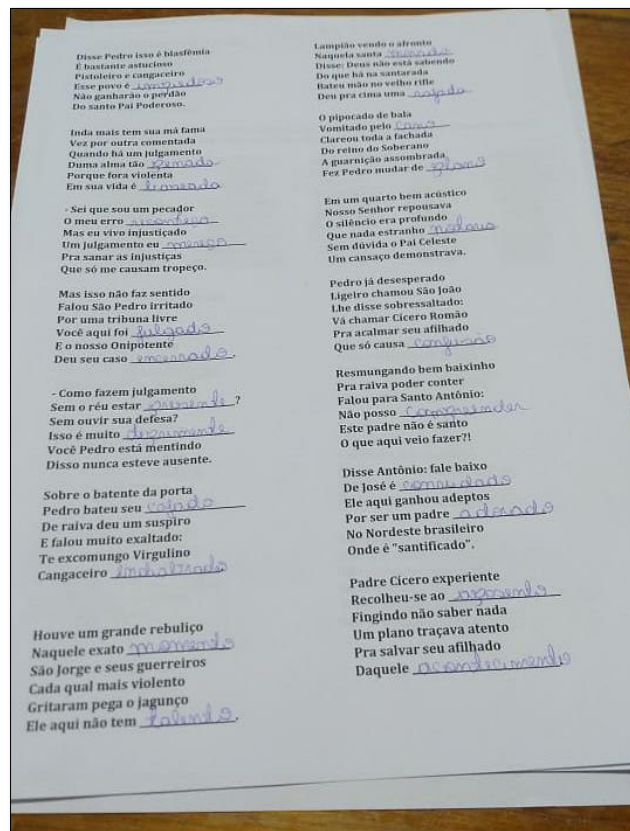 Disse Pedro isso é blasfêmia
É bastante astucioso
Pistoleiro e cangaceiro
Esse povo é impiedoso
Não ganharão o perdão
Do santo Pai Poderoso.
Inda mais tem sua má fama
Vez por outra comentada
Quando há um julgamento
Duma alma tão penada
Porque fora violenta
Em sua vida é
- Sei que sou um pecador
O meu erro reconheço
Mas eu vivo injustiçado
Um julgamento eu mereço
Pra sanar as injustiças
Que só me causam tropeço.
Mas isso não faz sentido
Falou São Pedro irritado
Por uma tribuna livre
Você aqui foi julgado
E o nosso Onipotente
Deu seu caso encerrado.
- Como fazem julgamento
Sem o réu estar presente?
Sem ouvir sua defesa?
Isso é muito
Você Pedro está mentindo
Disso nunca esteve ausente.
Sobre o batente da porta
Pedro bateu seu cajado
De raiva deu um suspiro
E falou muito exaltado:
Te excomungo Virgulino
Cangaceiro
Houve um grande rebuliço
Naquele exato momento
São Jorge e seus guerreiros
Cada qual mais violento
Gritaram pega o jagunço
Ele aqui não tem talento.
Lampião vendo o afronto
Naquela santa morada
Disse: Deus não está sabendo
Do que há na santarada
Bateu mão no velho rifle
Deu pra cima uma rajada
O pipocado de bala
Vomitado pelo cano
Clareou toda a fachada
Do reino do Soberano
A guarnição assombrada
Fez Pedro mudar de plano
Em um quarto bem acústico
Nosso Senhor repousava
O silêncio era profundo
Que nada estranho
Sem dúvida o Pai Celeste
Um cansaço demonstrava.
Pedro já desesperado
Ligeiro chamou São João
Lhe disse sobressaltado:
Vá chamar Cícero Romão
Pra acalmar seu afilhado
Que só causa confusão
Resmungando bem baixinho
Pra raiva poder conter
Falou para Santo Antônio:
Não posso compreender
Este padre não é santo
O que aqui veio fazer?!
Disse Antônio: fale baixo
De José é convidado
Ele aqui ganhou adeptos
Por ser um padre adorado
No Nordeste brasileiro
Onde é "santificado".
Padre Cícero experiente
Recolheu-se ao aposento
Fingindo não saber nada
Um plano traçava atento
Pra salvar seu afilhado
Daquele acontecimento